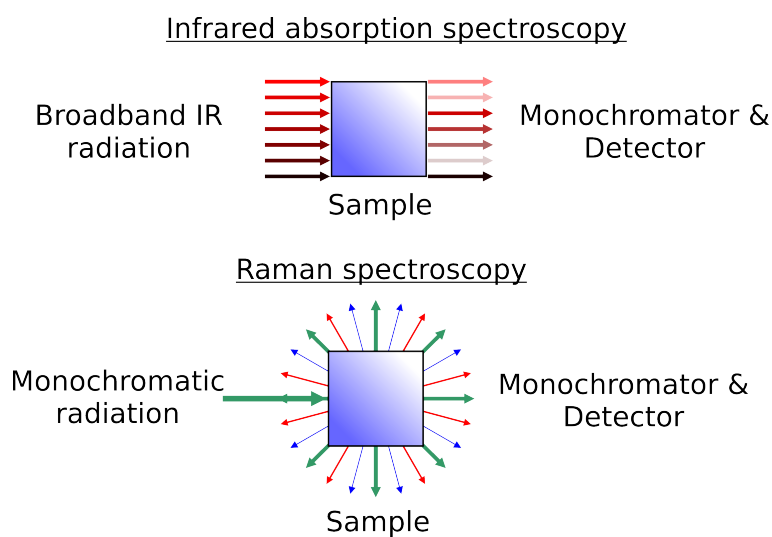 Infrared absorption spectroscopy
Broadband IR
radiation
Monochromator &
Detector
Sample
Raman spectroscopy
Monochromatic
radiation
Monochromator &
Detector
Sample